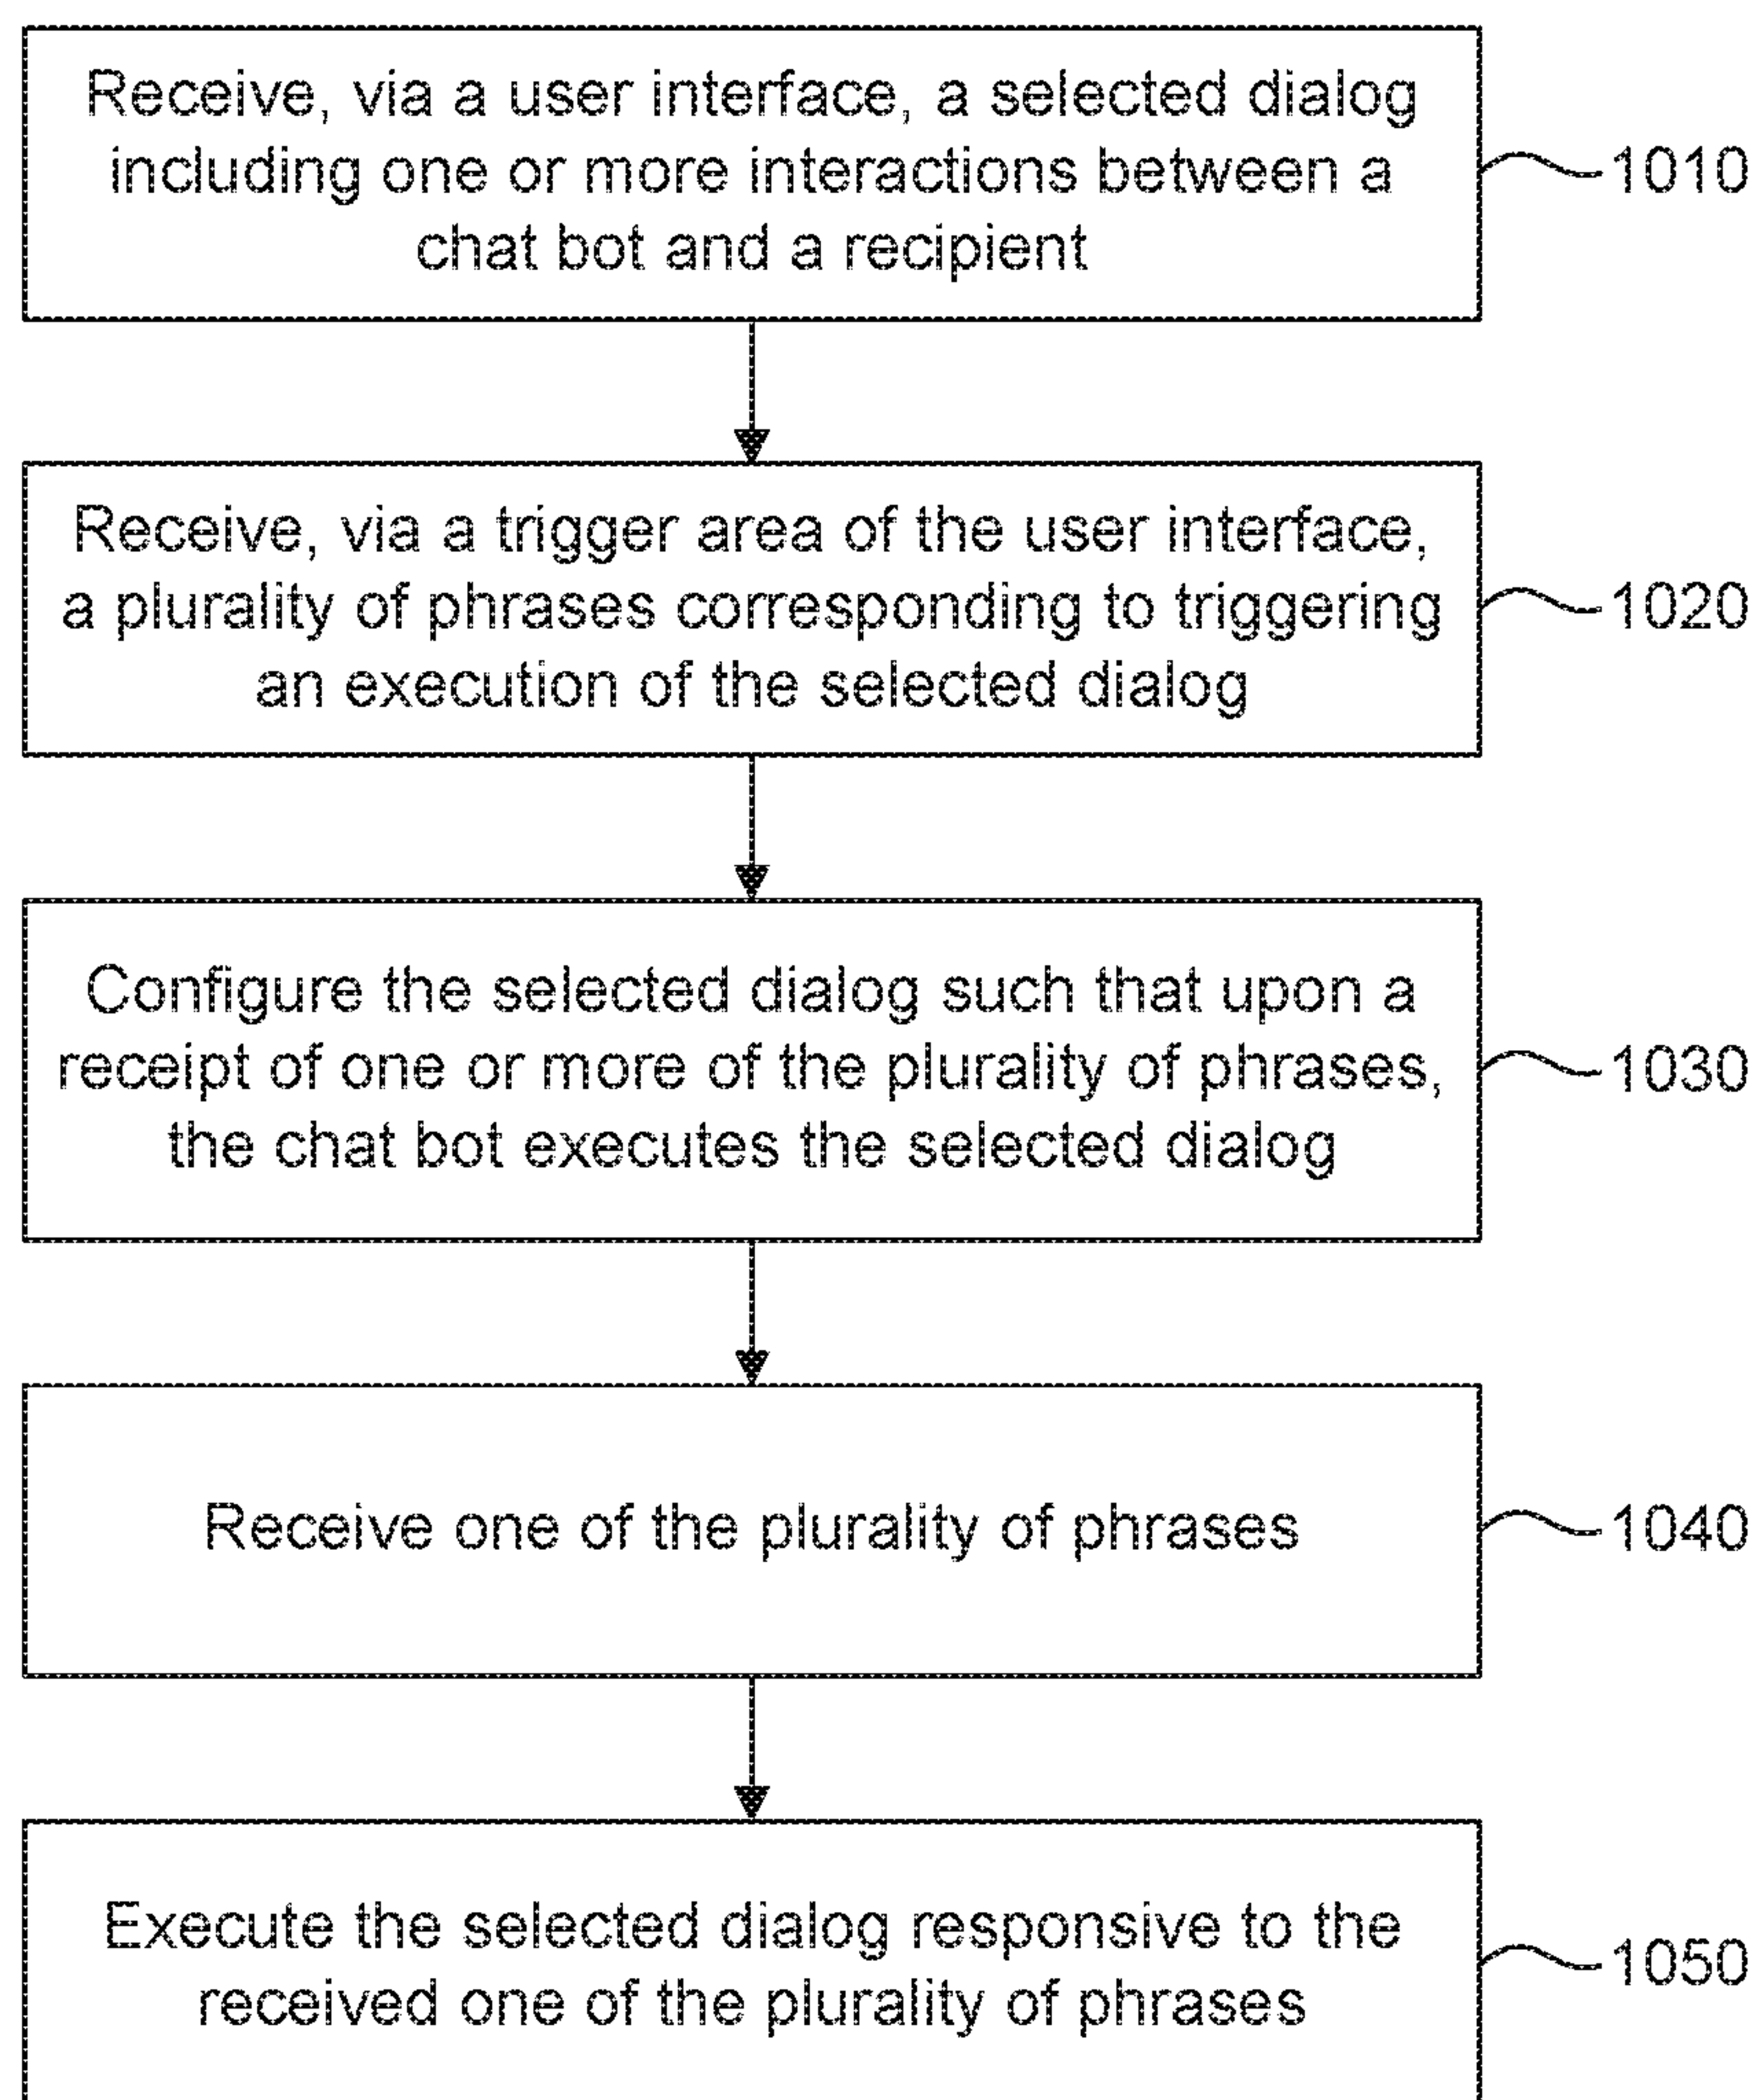 Receive, via a user interface, a selected dialog
including one or more interactions between a
chat bot and a recipient
1010
Receive, via a trigger area of the user interface,
a plurality of phrases corresponding to triggering
an execution of the selected dialog
1020
Configure the selected dialog such that upon a
receipt of one or more of the plurality of phrases,
the chat bot executes the selected dialog
1030
Receive one of the plurality of phrases
1040
Execute the selected dialog responsive to the
received one of the plurality of phrases
1050